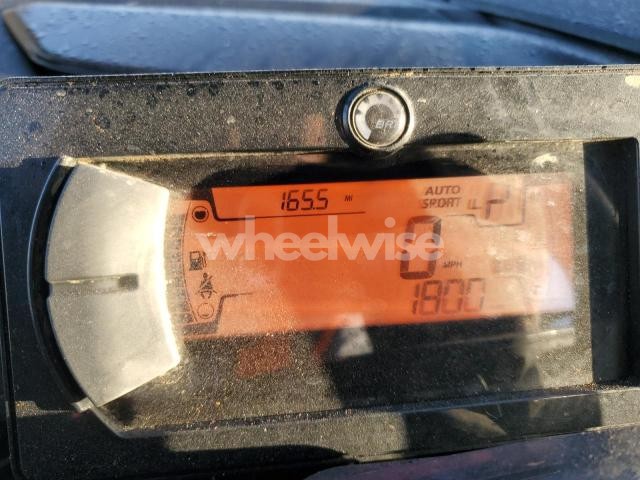 165.5 MI
AUTO
SPORT
P
wheelwise
0 MPH
1800